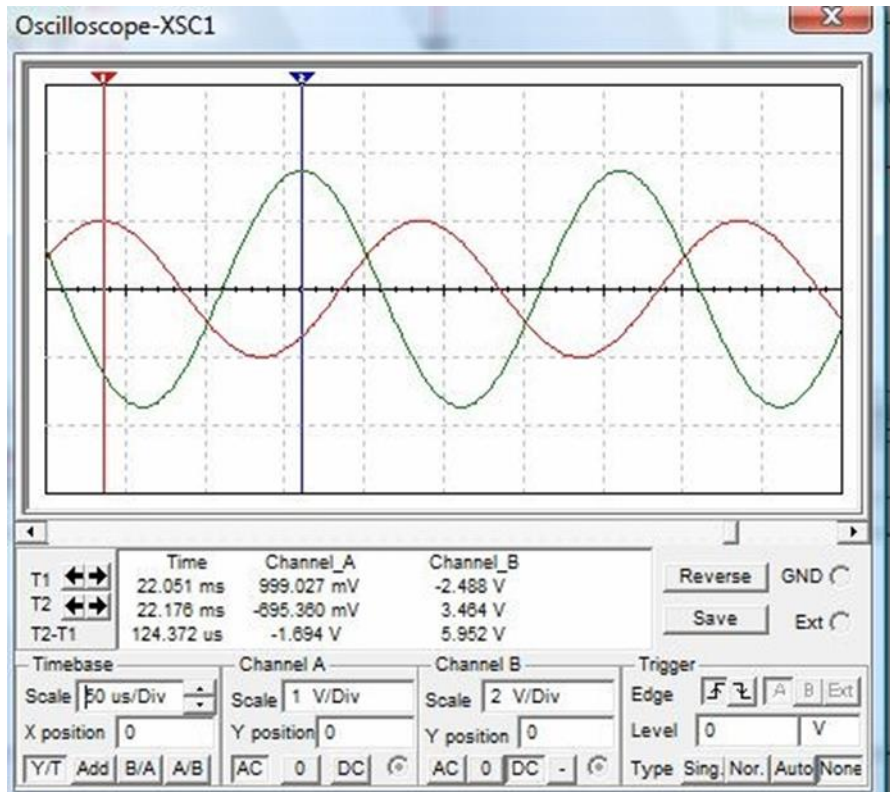 Oscilloscope-XSC1
1 2
Time Channel_A Channel_B
T1 22.051 ms 999.027 mV -2.488 V
T2 22.176 ms -695.360 mV 3.464 V
T2-T1 124.372 us -1.694 V 5.952 V
Reverse GND
Save Ext
Timebase Channel A Channel B Trigger
Scale 50 us/Div Scale 1 V/Div Scale 2 V/Div Edge A B Ext
X position 0 Y position 0 Y position 0 Level 0 V
Y/T Add B/A A/B AC 0 DC AC 0 DC - Type Sing. Nor. Auto None